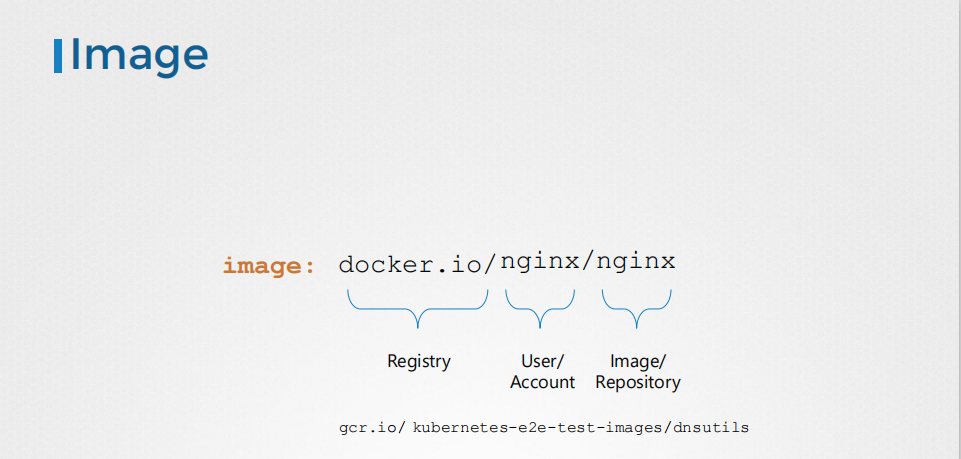 Image
image: docker.io/nginx/nginx
Registry User/ Image/
Account Repository
gcr.io/ kubernetes-e2e-test-images/dnsutils